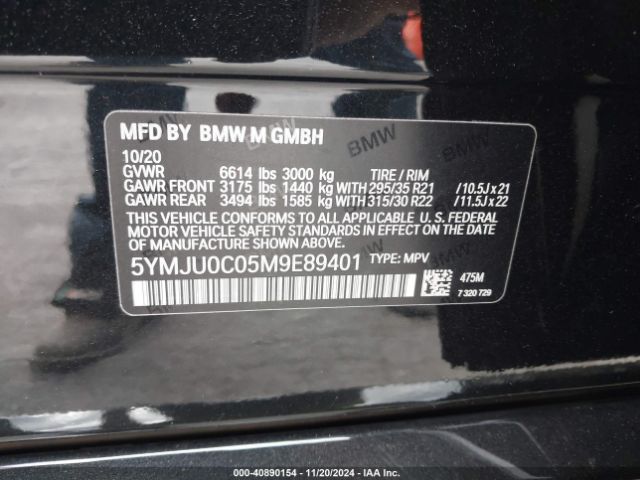 MFD BY BMW M GMBH
10/20
GVWR 6614 lbs 3000 kg TIRE / RIM
GAWR FRONT 3175 lbs 1440 kg WITH 295/35 R21 /10.5J x 21
GAWR REAR 3494 lbs 1585 kg WITH 315/30 R22 /11.5J x 22
THIS VEHICLE CONFORMS TO ALL APPLICABLE U. S. FEDERAL
MOTOR VEHICLE SAFETY STANDARDS IN EFFECT ON THE
DATE OF MANUFACTURE SHOWN ABOVE.
5YMJU0C05M9E89401 TYPE: MPV
475M
7 320 729
BMW
BMW
BMW
000-40890154 - 11/20/2024 - IAA Inc.